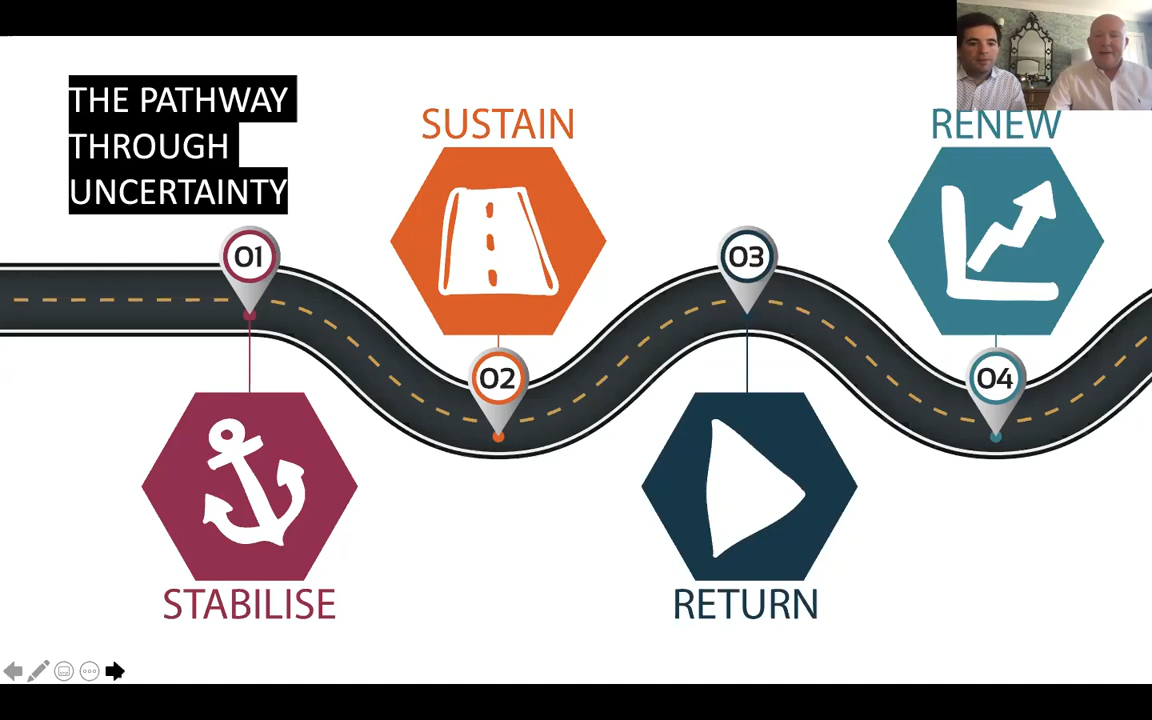 THE PATHWAY
THROUGH
UNCERTAINTY
SUSTAIN
RENEW
01
03
02
04
STABILISE
RETURN